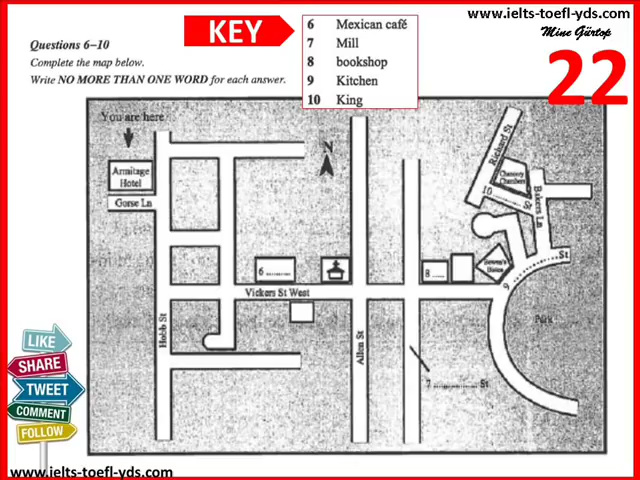 www.ielts-toefl-yds.com
Mine Gürtop
22
KEY
6 Mexican café
7 Mill
8 bookshop
9 Kitchen
10 King
Questions 6–10
Complete the map below.
Write NO MORE THAN ONE WORD for each answer.
You are here
N
Armitage
Hotel
Gorse Ln
Richard St
Chancery
Chambers
10 ............ St
Bakers Ln
6 ............
8 ......
St
9
Vickers St West
Park
Hobb St
Allen St
7 ............ St
LIKE
SHARE
TWEET
COMMENT
FOLLOW
www.ielts-toefl-yds.com